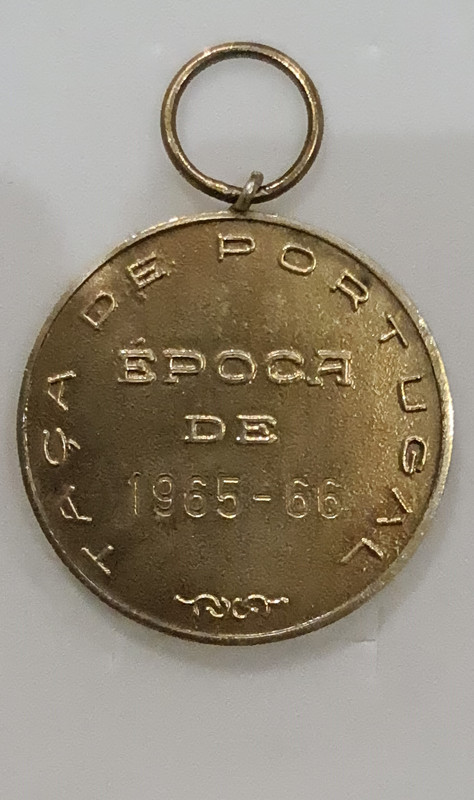 TAÇA DE PORTUGAL
ÉPOCA
DE
1965-66